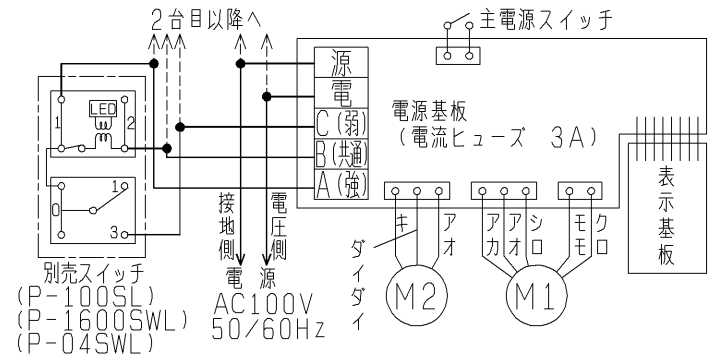 2台目以降へ
主電源スイッチ
源
電
C(弱)
B(共通)
A(強)
電源基板
(電流ヒューズ 3A)
表示基板
LED
1
2
1
0
3
接地側
電圧側
電 源
AC100V
50/60Hz
別売スイッチ
(P-100SL)
(P-1600SWL)
(P-04SWL)
キ
アオ
ダイダイ
アカ
アオ
シロ
モモ
クロ
M2
M1